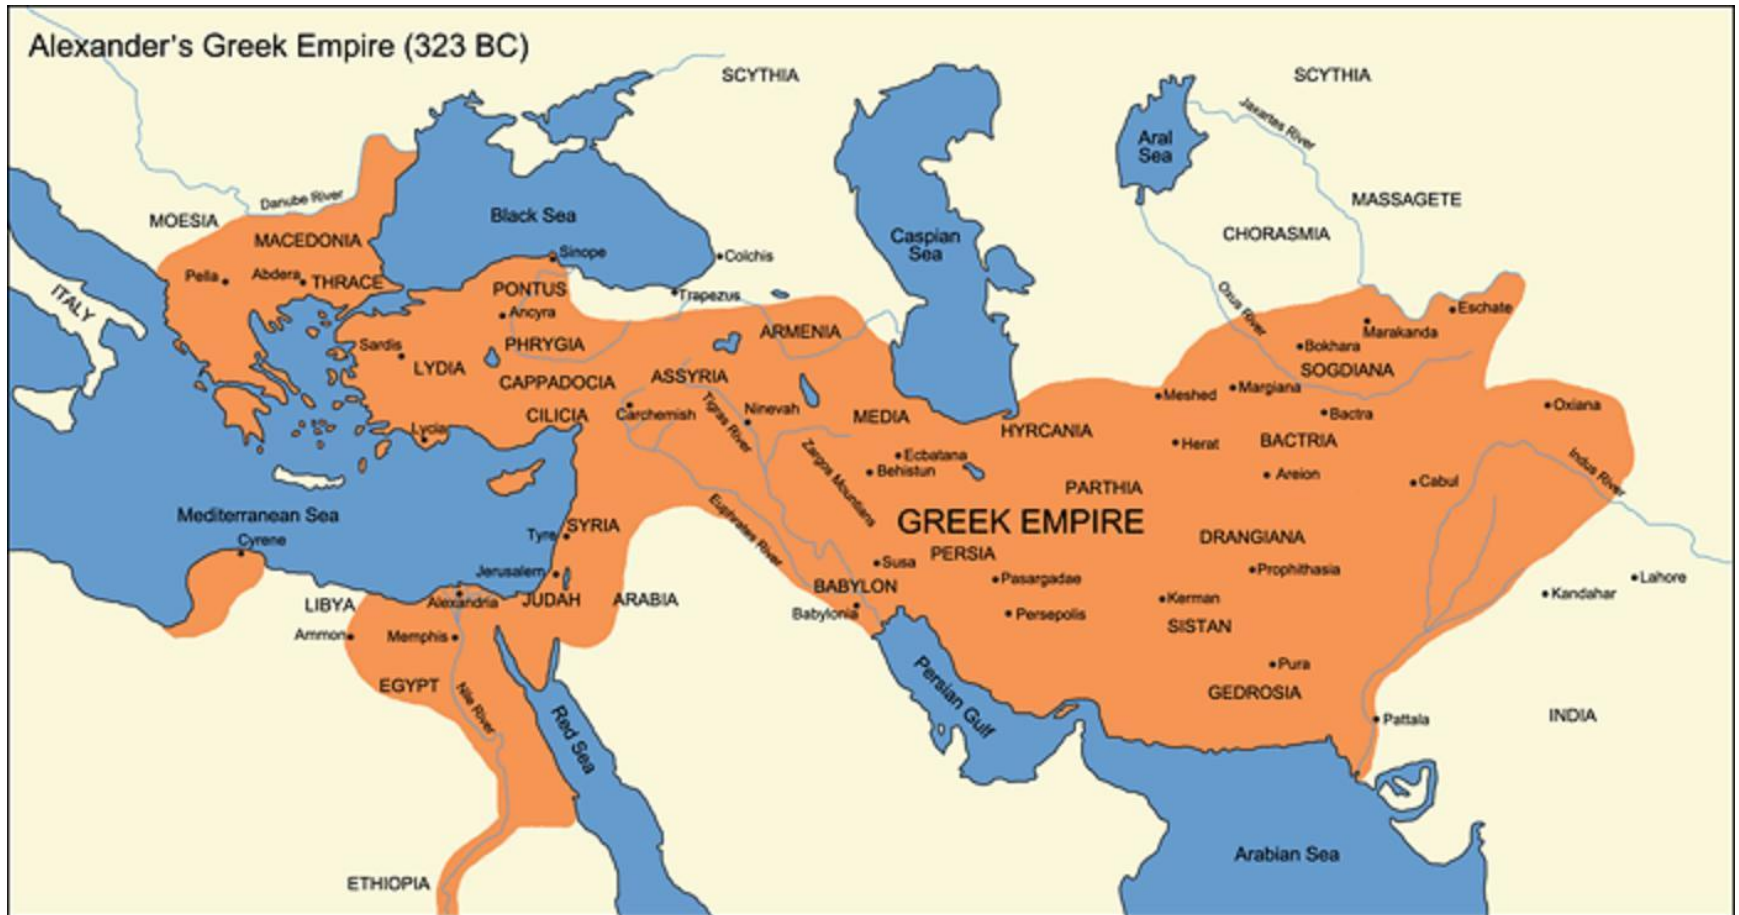 Alexander's Greek Empire (323 BC)
SCYTHIA
SCYTHIA
Jaxartes River
Aral
Sea
Danube River
MOESIA
MASSAGETE
Black Sea
CHORASMIA
MACEDONIA
Caspian
Sea
Sinope
Colchis
Pella
Abdera
THRACE
PONTUS
Trapezus
Oxus River
ITALY
Ancyra
Eschate
ARMENIA
Marakanda
Sardis
PHRYGIA
Bokhara
LYDIA
ASSYRIA
SOGDIANA
CAPPADOCIA
Meshed
Margiana
Carchemish
Tigras River
Ninevah
Oxiana
CILICIA
MEDIA
Bactra
Lycia
HYRCANIA
Herat
BACTRIA
Zargos Mountians
Ecbatana
Behistun
Areion
Indus River
Cabul
PARTHIA
Mediterranean Sea
Euphrates River
GREEK EMPIRE
SYRIA
Tyre
Cyrene
DRANGIANA
PERSIA
Susa
Jerusalem
Prophithasia
Pasargadae
Lahore
BABYLON
Kandahar
LIBYA
Alexandria
JUDAH
ARABIA
Kerman
Babylonia
Persepolis
Ammon
Memphis
SISTAN
Pura
EGYPT
Nile River
Persian Gulf
GEDROSIA
Red Sea
Pattala
INDIA
Arabian Sea
ETHIOPIA